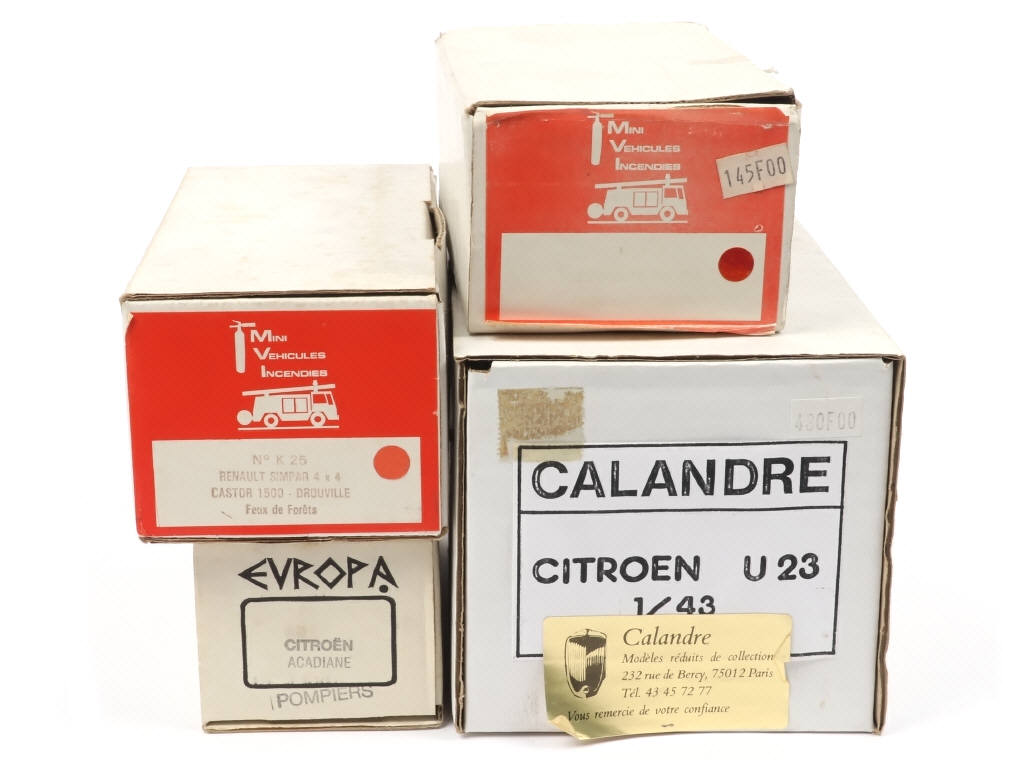 MINI
VEHICULES
INCENDIES
145F00
MINI
VEHICULES
INCENDIES
N° K 25
RENAULT SIMPAR 4 x 4
CASTOR 1500 - DROUVILLE
Feux de Forêts
EVROPA
CITROËN
ACADIANE
POMPIERS
480F00
CALANDRE
CITROEN U 23
1/43
Calandre
Modèles réduits de collection
232 rue de Bercy, 75012 Paris
Tél. 43 45 72 77
Vous remercie de votre confiance